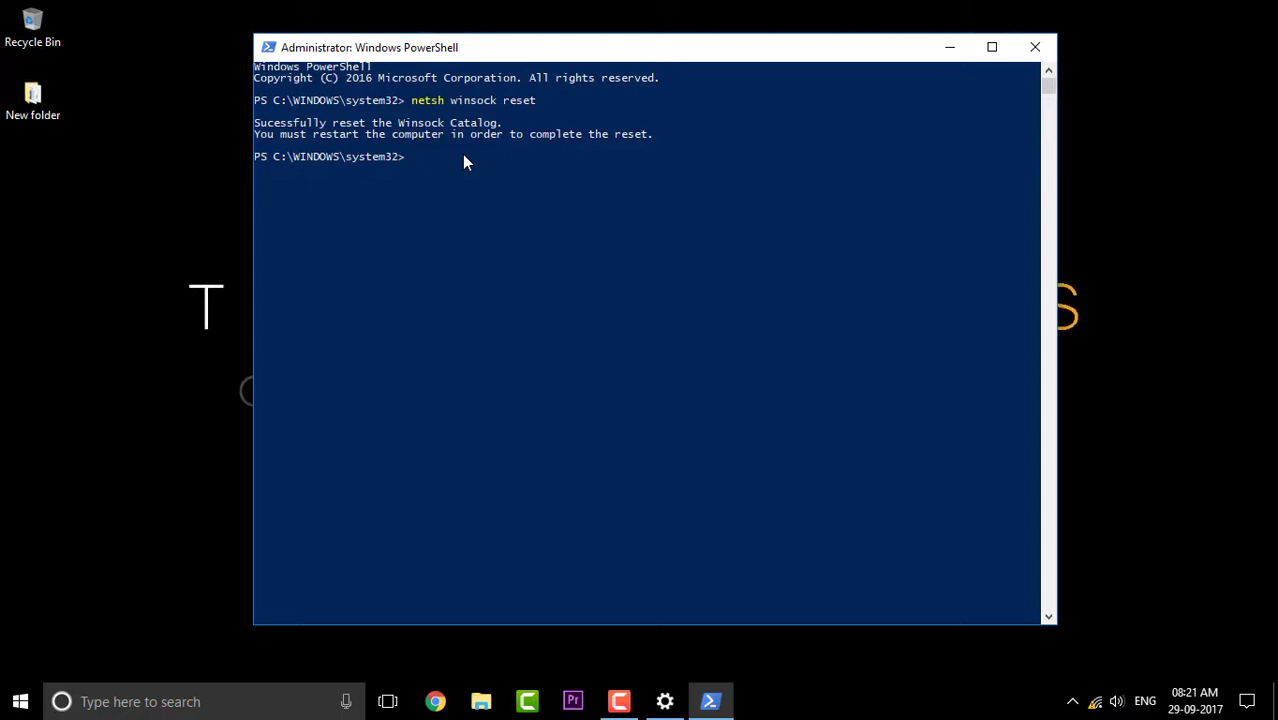 Recycle Bin
New folder
Administrator: Windows PowerShell
Windows PowerShell
Copyright (C) 2016 Microsoft Corporation. All rights reserved.
PS C:\WINDOWS\system32> netsh winsock reset
Sucessfully reset the Winsock Catalog.
You must restart the computer in order to complete the reset.
PS C:\WINDOWS\system32>
T
S
Type here to search
Pr
ENG
08:21 AM
29-09-2017